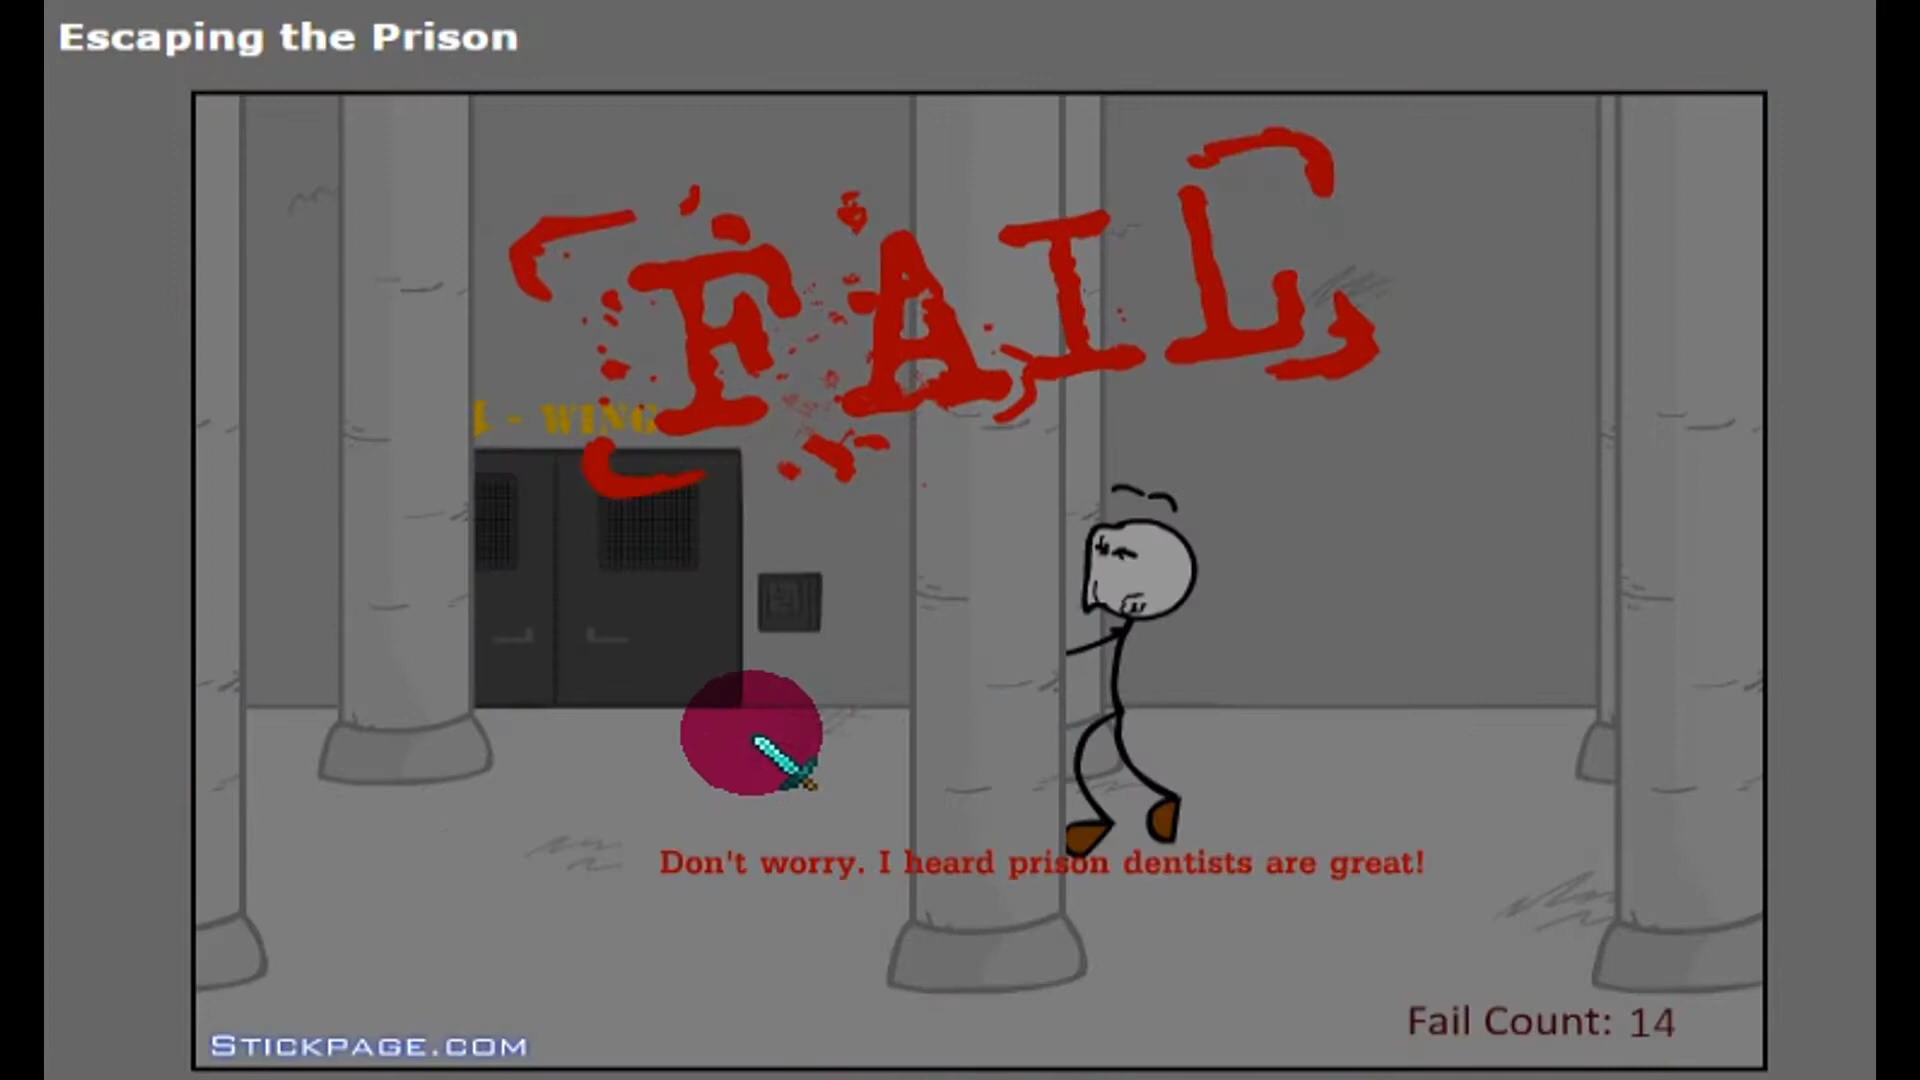 Escaping the Prison
FAIL
- WING
Don't worry. I heard prison dentists are great!
Fail Count: 14
STICKPAGE.COM